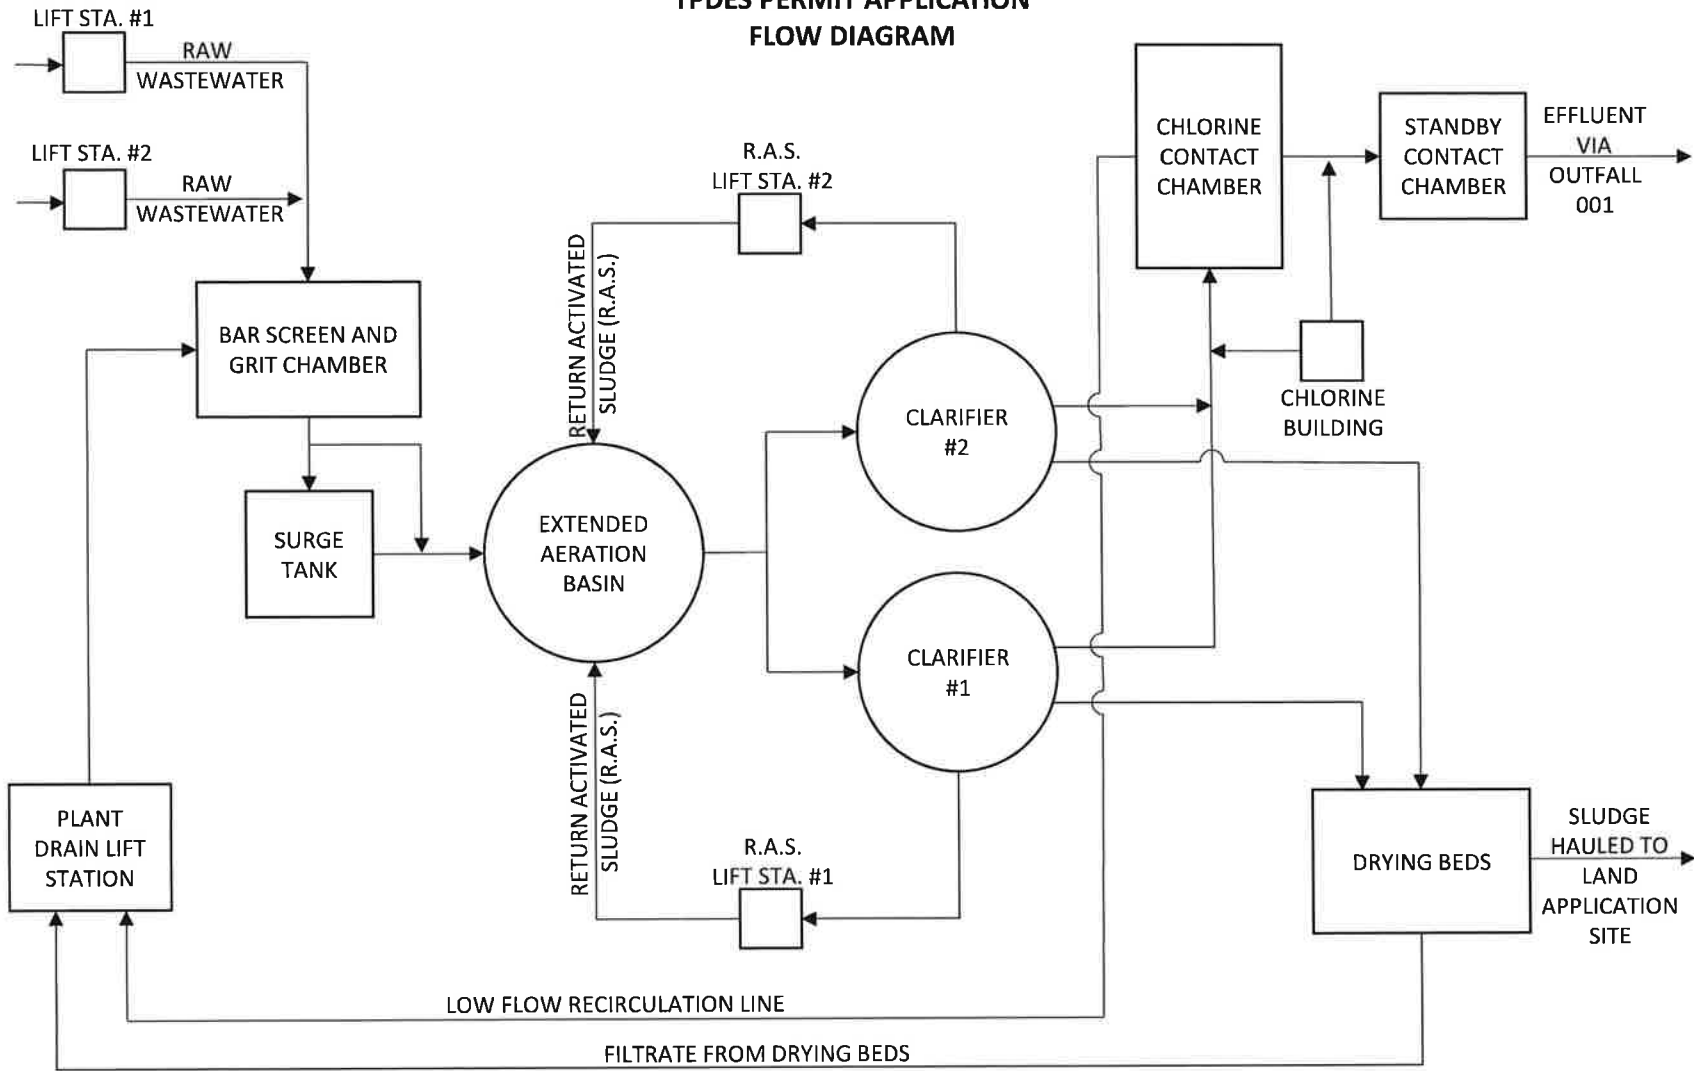 TPDES PERMIT APPLICATION
FLOW DIAGRAM
LIFT STA. #1
RAW
WASTEWATER
LIFT STA. #2
RAW
WASTEWATER
BAR SCREEN AND
GRIT CHAMBER
SURGE
TANK
PLANT
DRAIN LIFT
STATION
R.A.S.
LIFT STA. #2
RETURN ACTIVATED
SLUDGE (R.A.S.)
EXTENDED
AERATION
BASIN
RETURN ACTIVATED
SLUDGE (R.A.S.)
R.A.S.
LIFT STA. #1
CLARIFIER
#2
CLARIFIER
#1
CHLORINE
CONTACT
CHAMBER
STANDBY
CONTACT
CHAMBER
EFFLUENT
VIA
OUTFALL
001
CHLORINE
BUILDING
DRYING BEDS
SLUDGE
HAULED TO
LAND
APPLICATION
SITE
LOW FLOW RECIRCULATION LINE
FILTRATE FROM DRYING BEDS